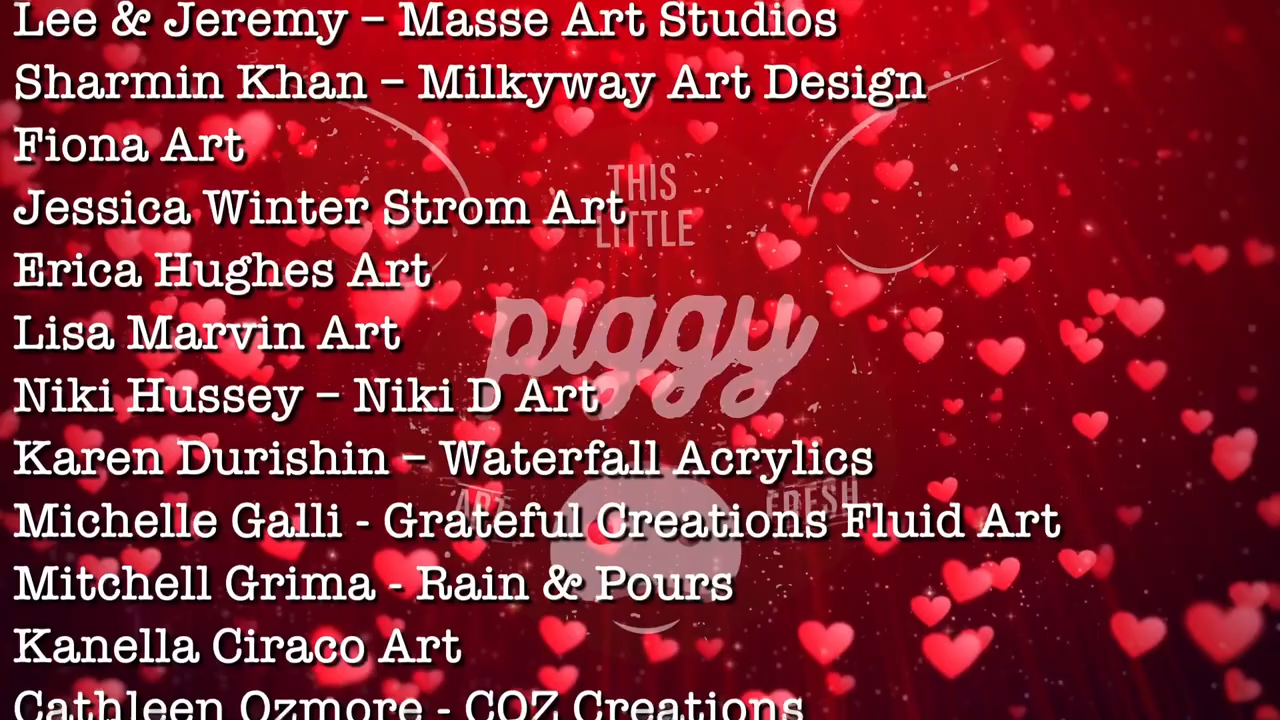 Lee & Jeremy – Masse Art Studios
Sharmin Khan – Milkyway Art Design
Fiona Art
THIS
Jessica Winter Strom Art
LITTLE
Erica Hughes Art
piggy
Lisa Marvin Art
Niki Hussey – Niki D Art
Karen Durishin – Waterfall Acrylics
ART FRESH
Michelle Galli - Grateful Creations Fluid Art
Mitchell Grima - Rain & Pours
Kanella Ciraco Art
Cathleen Ozmore - COZ Creations